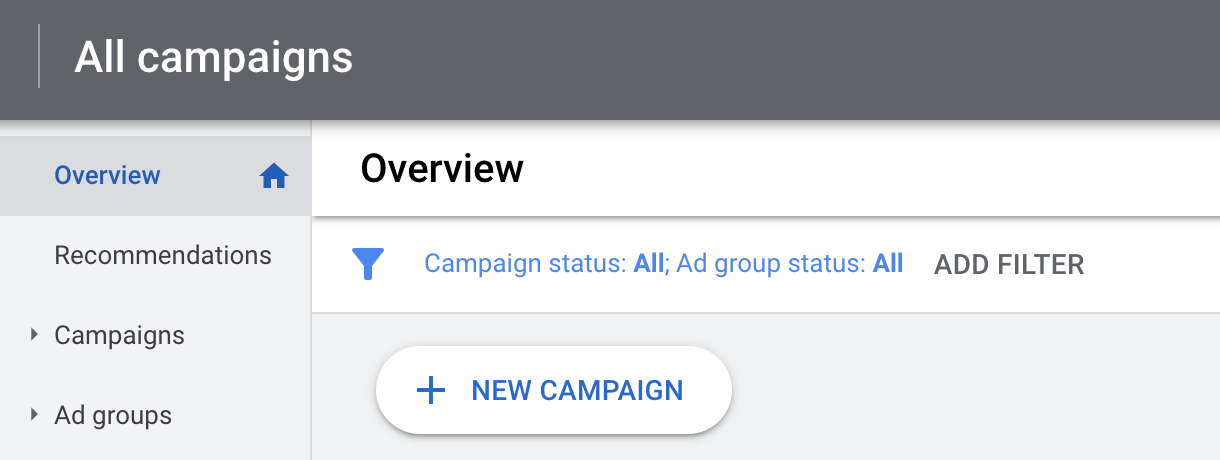 All campaigns
Overview
Recommendations
Campaigns
Ad groups
Overview
Campaign status: All; Ad group status: All ADD FILTER
NEW CAMPAIGN